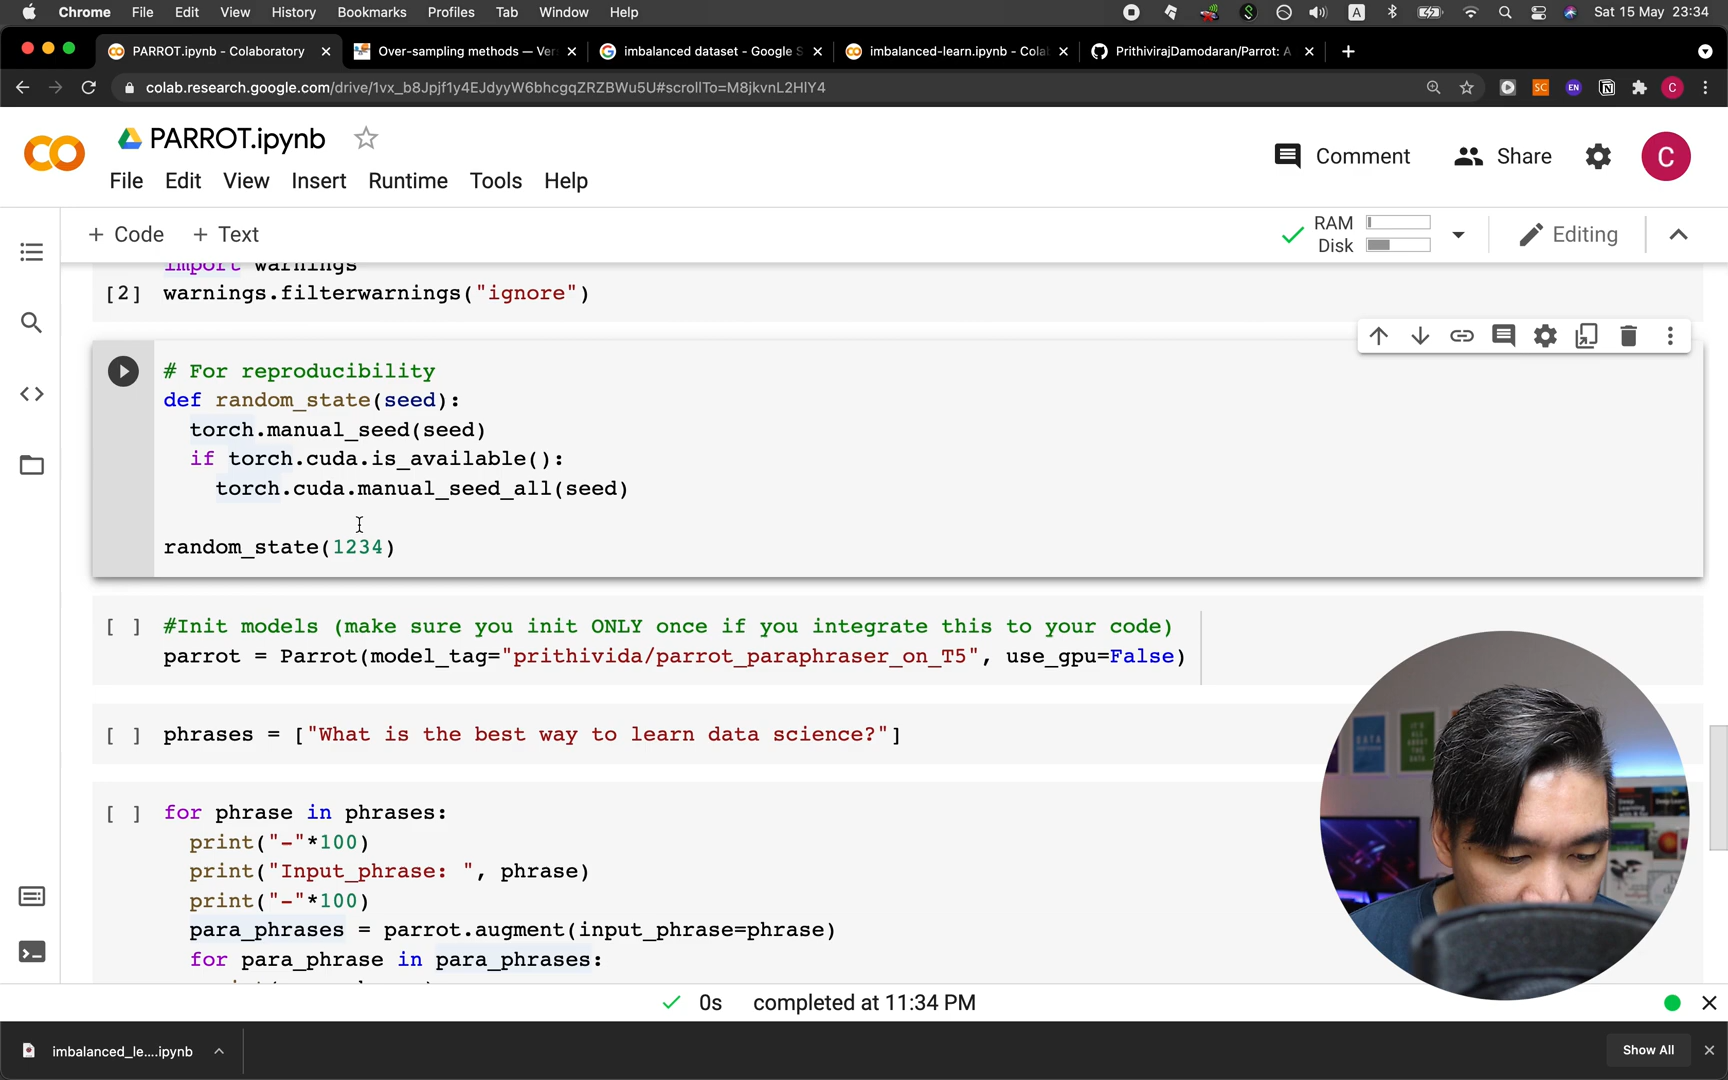 Chrome File Edit View History Bookmarks Profiles Tab Window Help
A
Sat 15 May 23:34
PARROT.ipynb - Colaboratory
Over-sampling methods — Ver
imbalanced dataset - Google S
imbalanced-learn.ipynb - Cola
PrithivirajDamodaran/Parrot: A
colab.research.google.com/drive/1vx_b8Jpjf1y4EJdyyW6bhcgqZRZBWu5U#scrollTo=M8jkvnL2HlY4
SC
EN
C
PARROT.ipynb
File Edit View Insert Runtime Tools Help
Comment
Share
C
+ Code + Text
RAM
Disk
Editing
import warnings
[2] warnings.filterwarnings("ignore")
# For reproducibility
def random_state(seed):
torch.manual_seed(seed)
if torch.cuda.is_available():
torch.cuda.manual_seed_all(seed)
random_state(1234)
[ ] #Init models (make sure you init ONLY once if you integrate this to your code)
parrot = Parrot(model_tag="prithivida/parrot_paraphraser_on_T5", use_gpu=False)
[ ] phrases = ["What is the best way to learn data science?"]
[ ] for phrase in phrases:
print("-"*100)
print("Input_phrase: ", phrase)
print("-"*100)
para_phrases = parrot.augment(input_phrase=phrase)
for para_phrase in para_phrases:
0s completed at 11:34 PM
imbalanced_le....ipynb
Show All